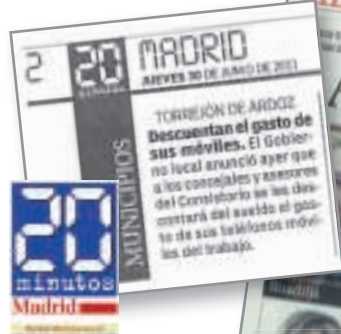 2
20
MADRID
JUEVES 30 DE JUNIO DE 2011
MUNICIPIOS
TORREJÓN DE ARDOZ
Descuentan el gasto de
sus móviles. El Gobier-
no local anunció ayer que
a los concejales y asesores
del Consistorio se les des-
contará del sueldo el gas-
to de sus teléfonos móvi-
les del trabajo.
20
minutos
Madrid